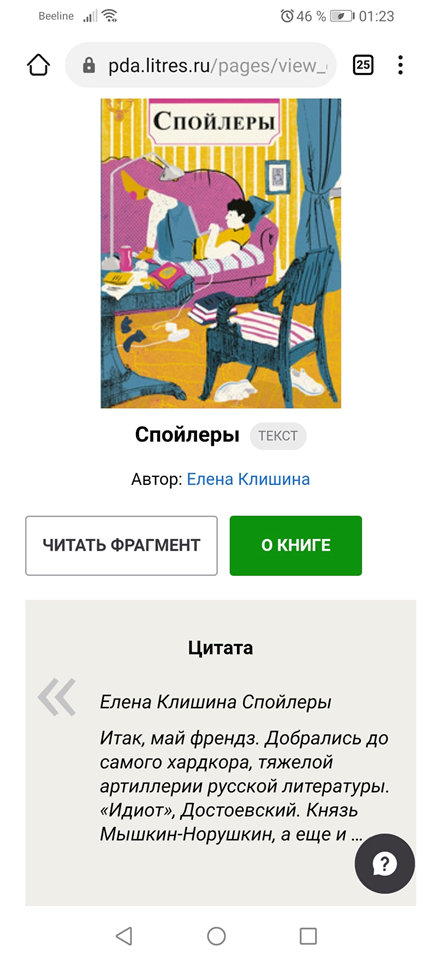 Beeline
46 %
01:23
pda.litres.ru/pages/view_
25
Спойлеры
Спойлеры ТЕКСТ
Автор: Елена Клишина
ЧИТАТЬ ФРАГМЕНТ
О КНИГЕ
Цитата
«
Елена Клишина Спойлеры
Итак, май френдз. Добрались до
самого хардкора, тяжелой
артиллерии русской литературы.
«Идиот», Достоевский. Князь
Мышкин-Норушкин, а еще и ...
?